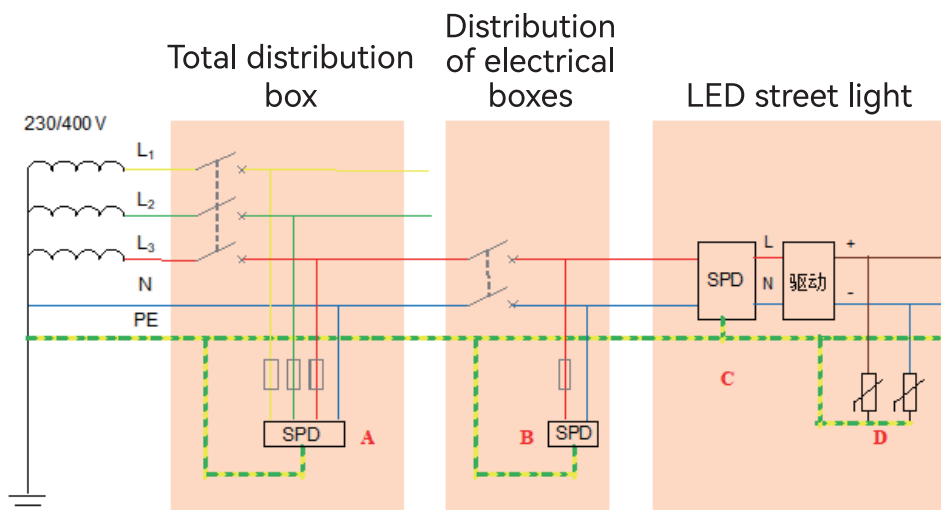 Total distribution
box
Distribution
of electrical
boxes
LED street light
230/400 V
L1
L2
L3
N
PE
SPD
A
B
SPD
SPD
L
N
驱动
+
-
C
D